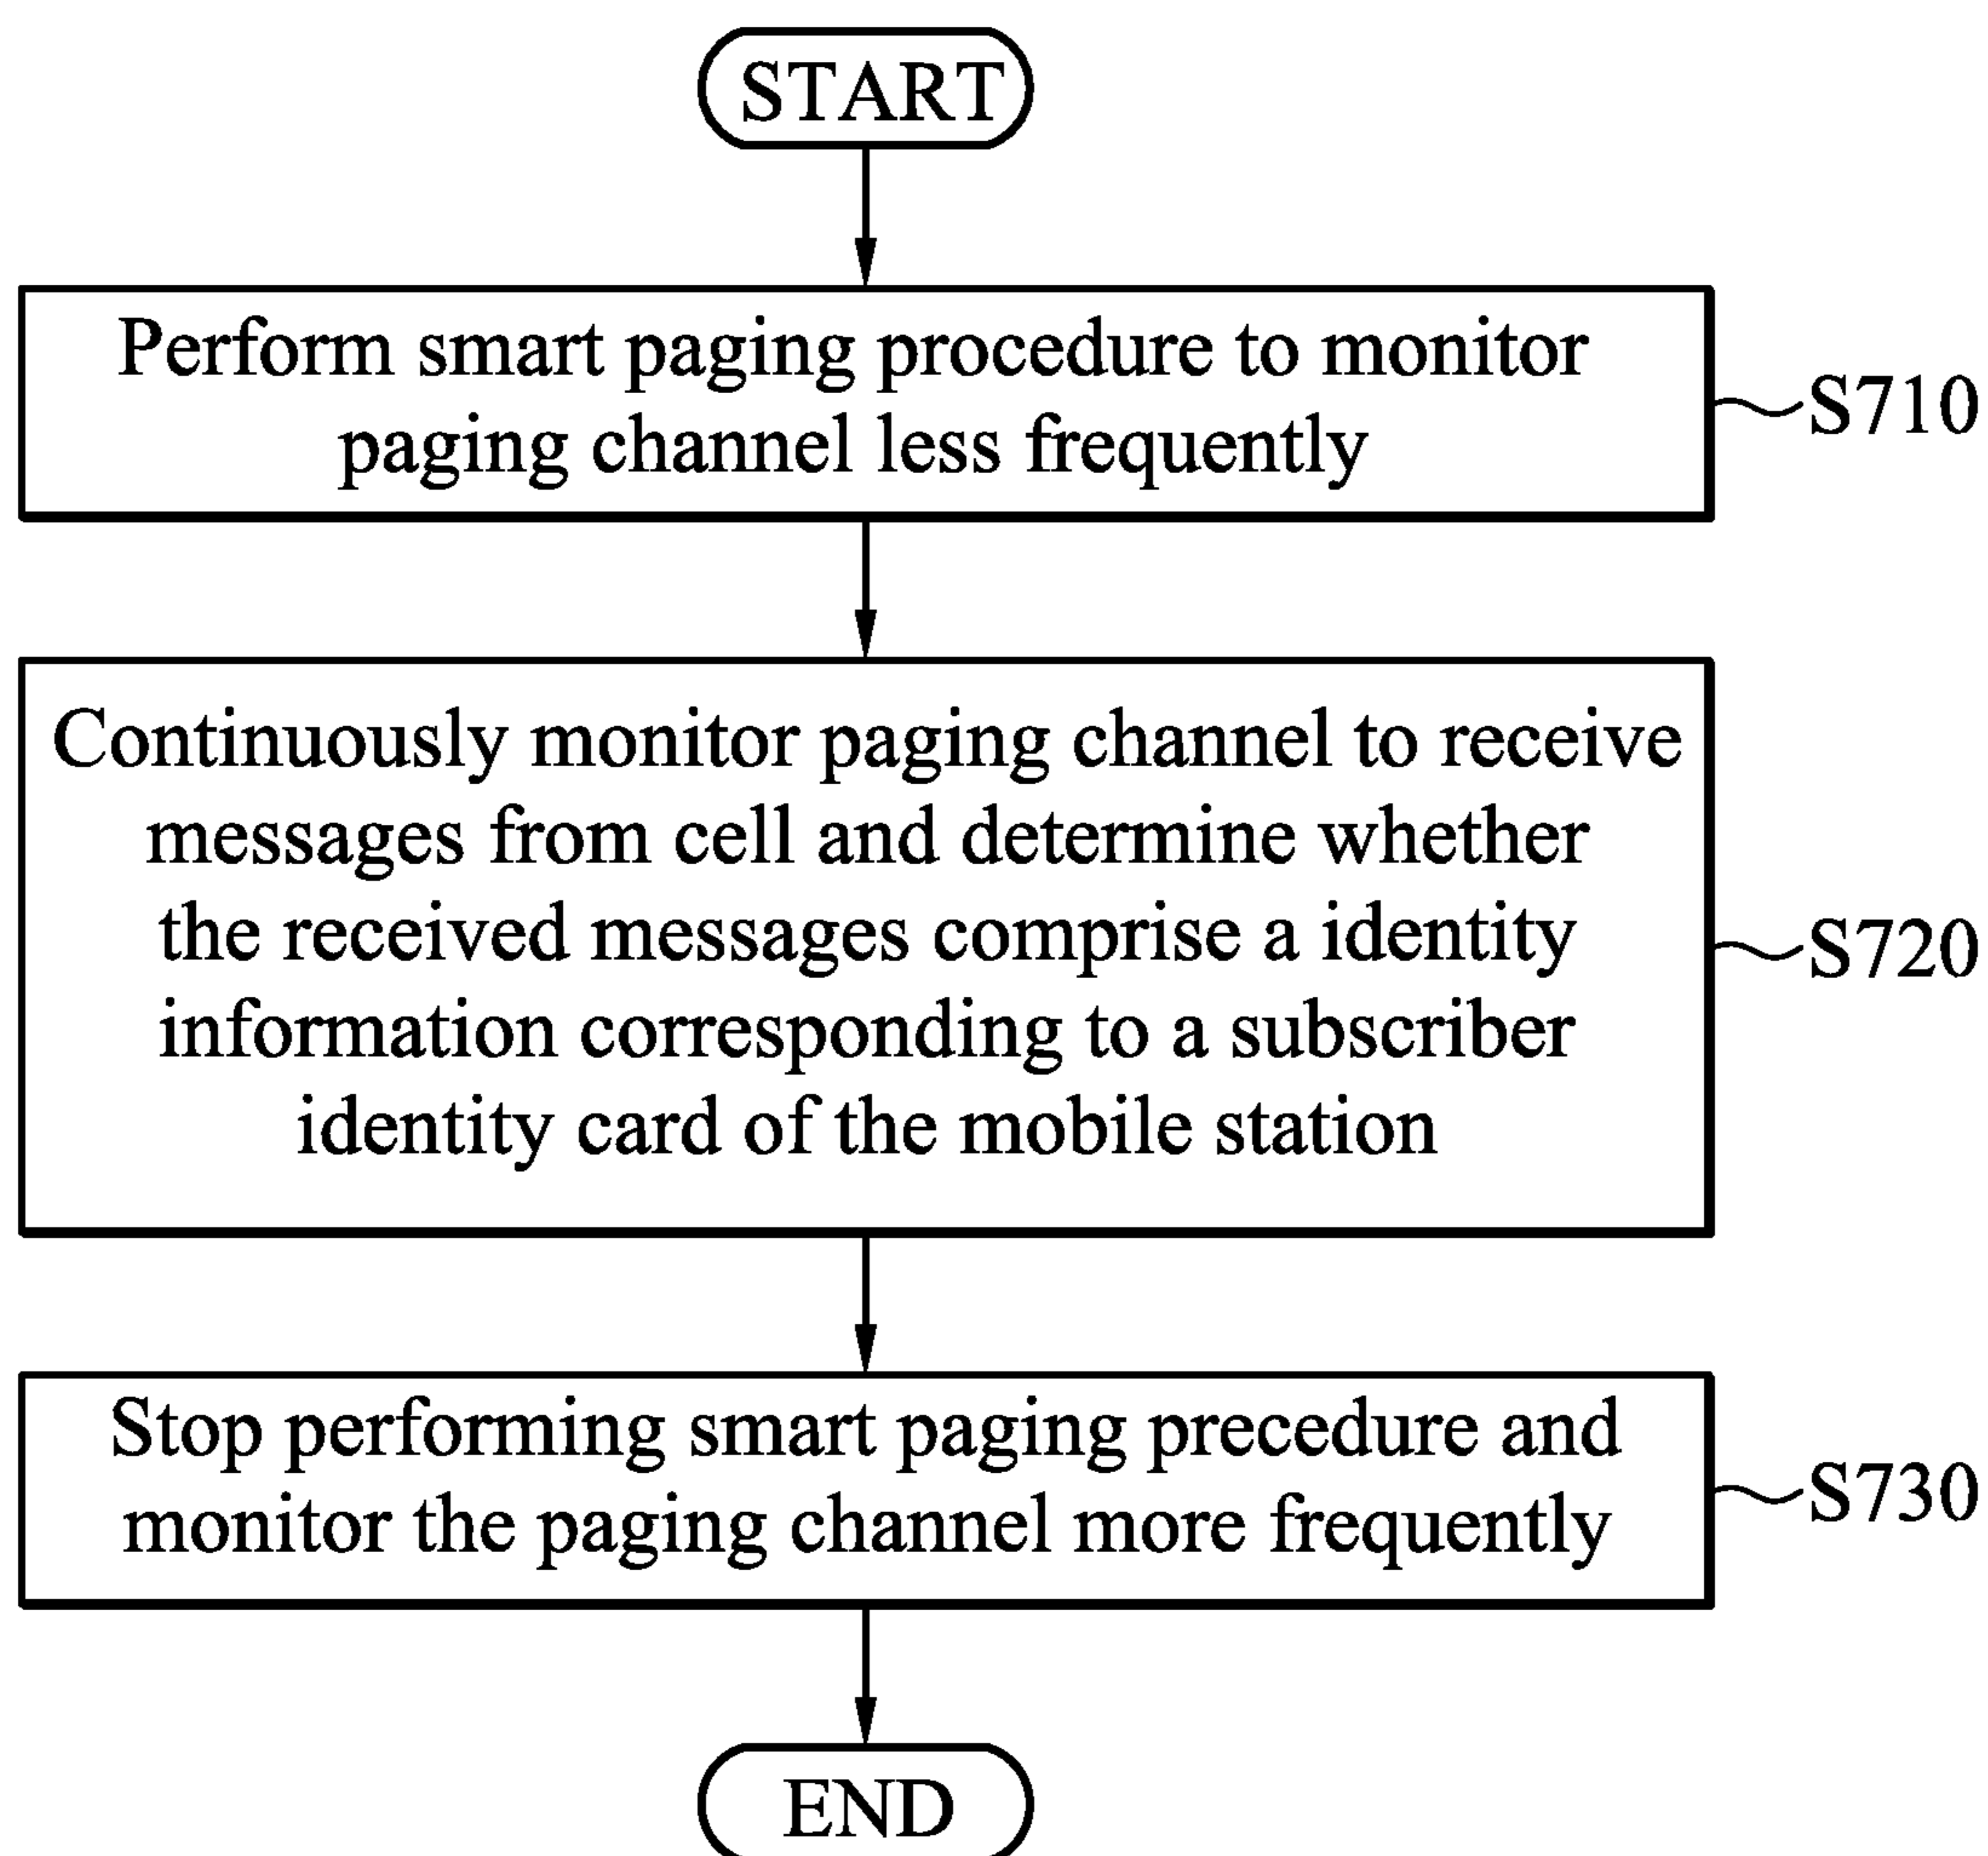 START
Perform smart paging procedure to monitor
paging channel less frequently
S710
Continuously monitor paging channel to receive
messages from cell and determine whether
the received messages comprise a identity
information corresponding to a subscriber
identity card of the mobile station
S720
Stop performing smart paging precedure and
monitor the paging channel more frequently
S730
END